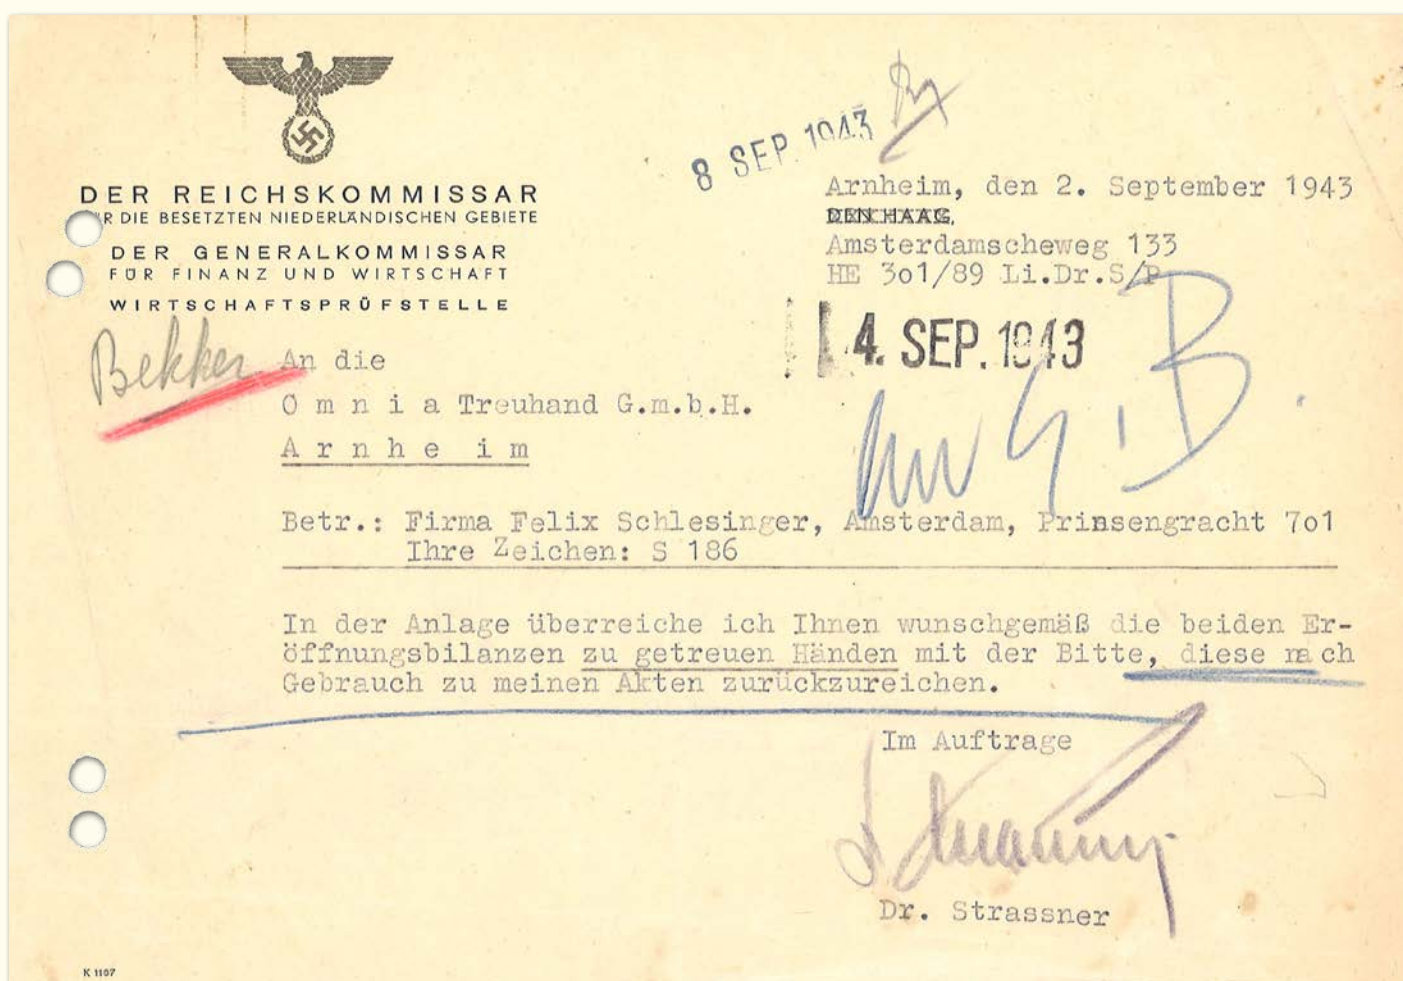 DER REICHSKOMMISSAR
R DIE BESETZTEN NIEDERLÄNDISCHEN GEBIETE
DER GENERALKOMMISSAR
FÜR FINANZ UND WIRTSCHAFT
WIRTSCHAFTSPRÜFSTELLE
8 SEP. 1943
Arnheim, den 2. September 1943
DEN HAAG,
Amsterdamscheweg 133
HE 3o1/89 Li.Dr.S/P
4. SEP. 1943
Bekker
An die
O m n i a Treuhand G.m.b.H.
A r n h e i m
Betr.: Firma Felix Schlesinger, Amsterdam, Prinsengracht 7o1
Ihre Zeichen: S 186
In der Anlage überreiche ich Ihnen wunschgemäß die beiden Er-
öffnungsbilanzen zu getreuen Händen mit der Bitte, diese nach
Gebrauch zu meinen Akten zurückzureichen.
Im Auftrage
Dr. Strassner
K 1107